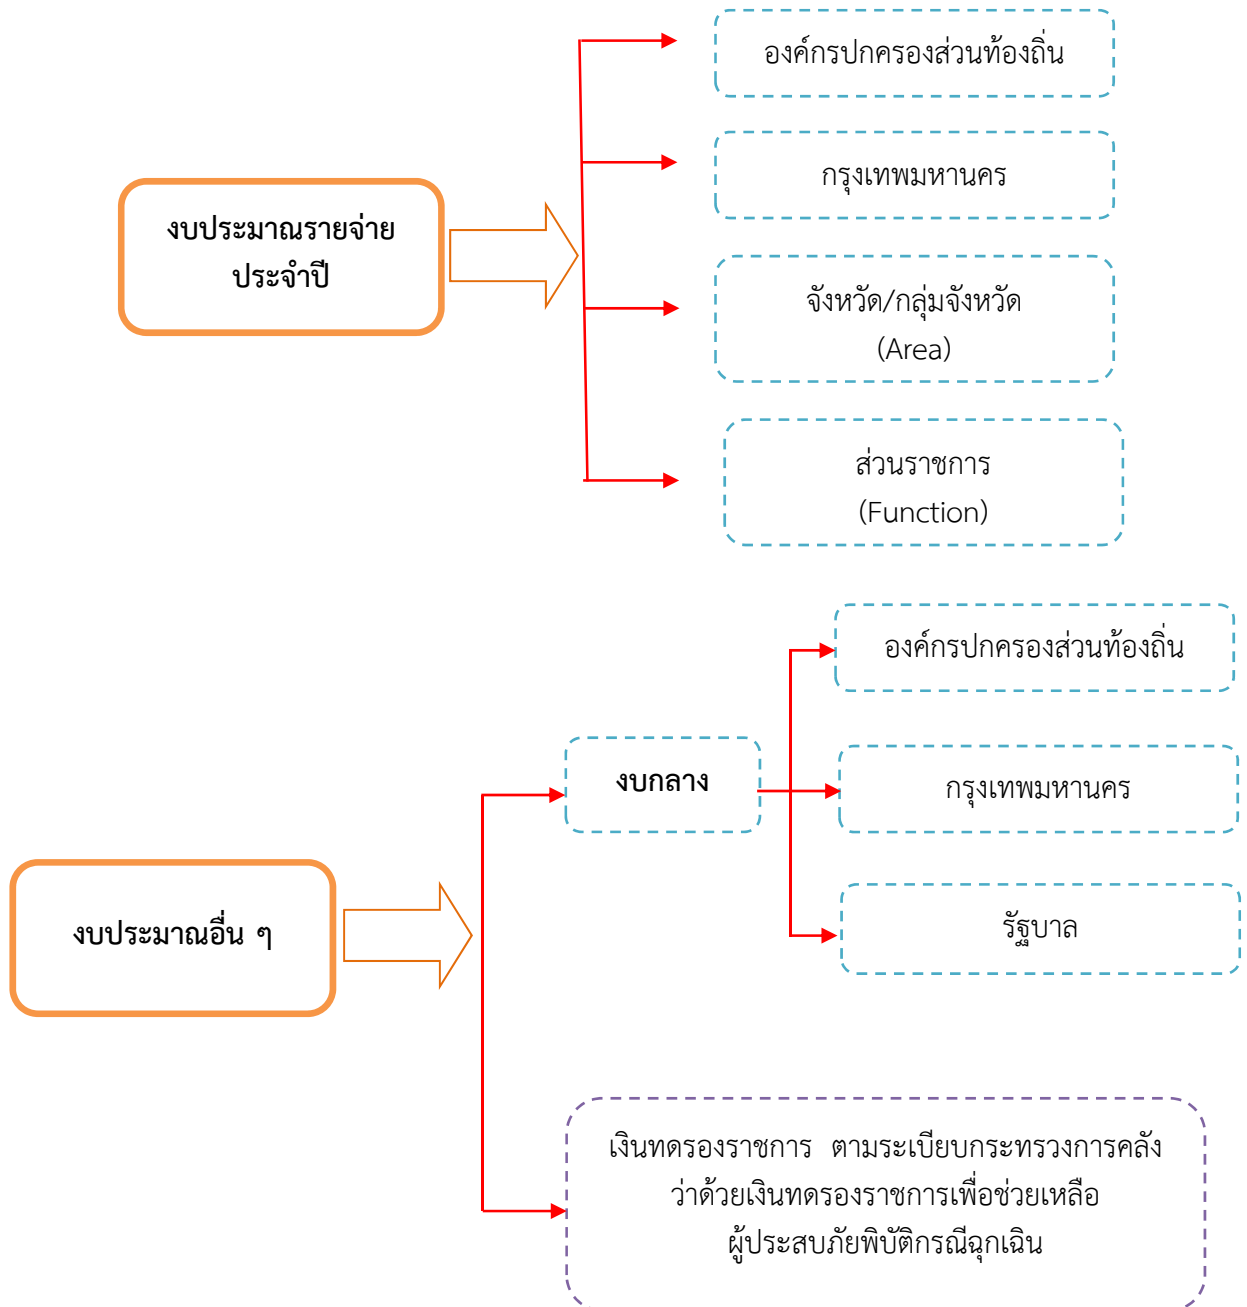 องค์กรปกครองส่วนท้องถิ่น
กรุงเทพมหานคร
งบประมาณรายจ่าย
ประจำปี
จังหวัด/กลุ่มจังหวัด
(Area)
ส่วนราชการ
(Function)
องค์กรปกครองส่วนท้องถิ่น
งบกลาง
กรุงเทพมหานคร
งบประมาณอื่น ๆ
รัฐบาล
เงินทดรองราชการ ตามระเบียบกระทรวงการคลัง
ว่าด้วยเงินทดรองราชการเพื่อช่วยเหลือ
ผู้ประสบภัยพิบัติกรณีฉุกเฉิน